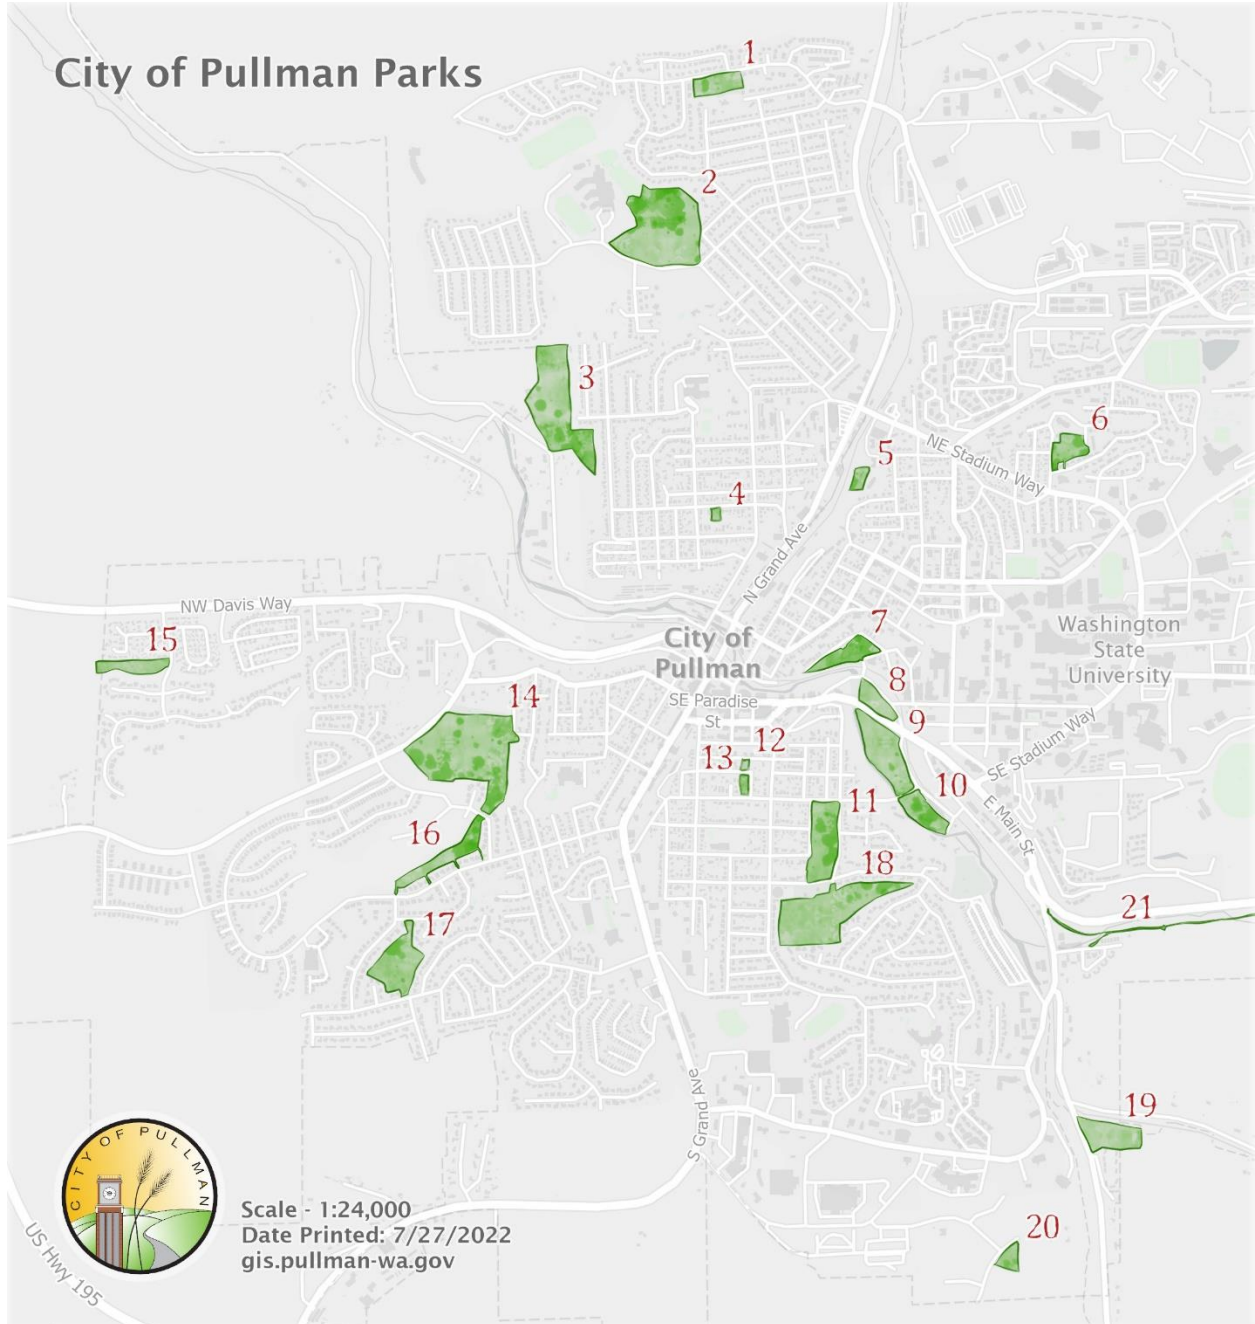 City of Pullman Parks
1
2
3
4
5
6
NE Stadium Way
N Grand Ave
NW Davis Way
15
City of
Pullman
7
Washington
State
University
8
SE Paradise
St
14
9
SE Stadium Way
12
13
10
11
E Main St
16
18
17
21
S Grand Ave
19
20
CITY OF PULLMAN
Scale - 1:24,000
Date Printed: 7/27/2022
gis.pullman-wa.gov
US Hwy 195